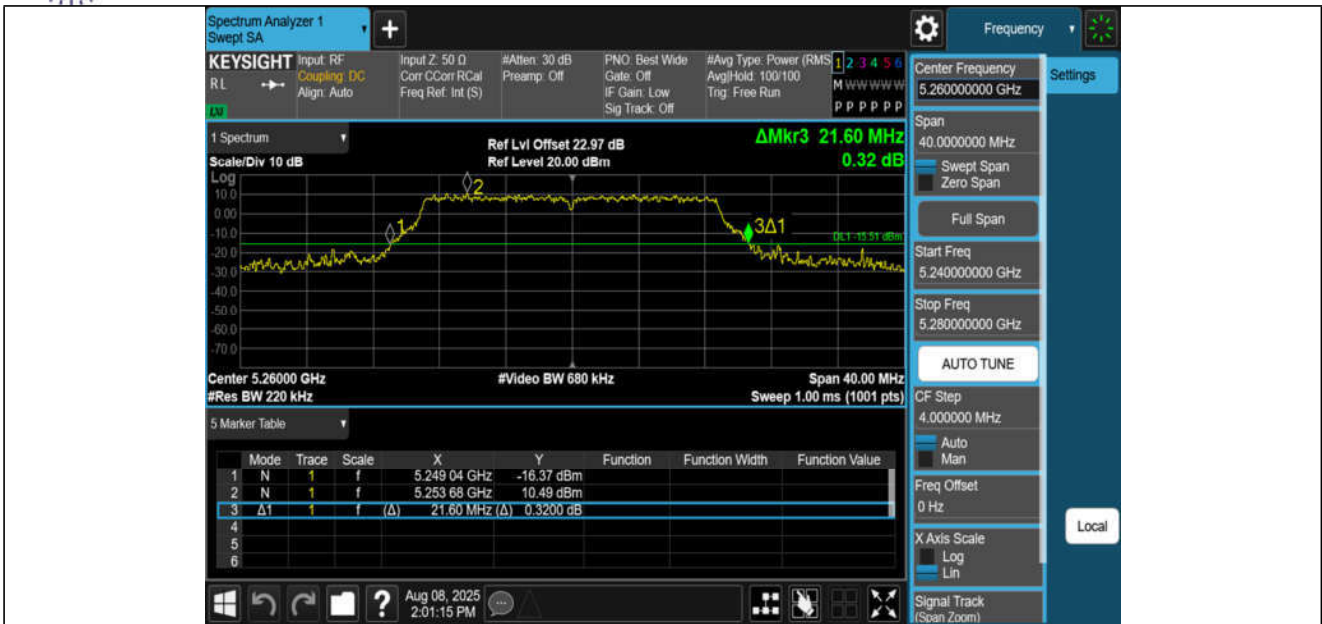 Spectrum Analyzer 1
Swept SA
+
Frequency
KEYSIGHT
RL
LU
Input: RF
Coupling: DC
Align: Auto
Input Z: 50 Ω
Corr CCorr RCal
Freq Ref: Int (S)
#Atten: 30 dB
Preamp: Off
PNO: Best Wide
Gate: Off
IF Gain: Low
Sig Track: Off
#Avg Type: Power (RMS
Avg|Hold: 100/100
Trig: Free Run
1 2 3 4 5 6
M W W W W W
P P P P P P
1 Spectrum
Scale/Div 10 dB
Ref Lvl Offset 22.97 dB
Ref Level 20.00 dBm
ΔMkr3 21.60 MHz
0.32 dB
Log
10.0
0.00
-10.0
-20.0
-30.0
-40.0
-50.0
-60.0
-70.0
1
2
3Δ1
DL1 -15.51 dBm
Center 5.26000 GHz
#Res BW 220 kHz
#Video BW 680 kHz
Span 40.00 MHz
Sweep 1.00 ms (1001 pts)
5 Marker Table
Mode Trace Scale X Y Function Function Width Function Value
1 N 1 f 5.249 04 GHz -16.37 dBm
2 N 1 f 5.253 68 GHz 10.49 dBm
3 Δ1 1 f (Δ) 21.60 MHz (Δ) 0.3200 dB
4
5
6
?
Aug 08, 2025
2:01:15 PM
Center Frequency
5.260000000 GHz
Span
40.0000000 MHz
Swept Span
Zero Span
Full Span
Start Freq
5.240000000 GHz
Stop Freq
5.280000000 GHz
AUTO TUNE
CF Step
4.000000 MHz
Auto
Man
Freq Offset
0 Hz
X Axis Scale
Log
Lin
Signal Track
(Span Zoom)
Settings
Local